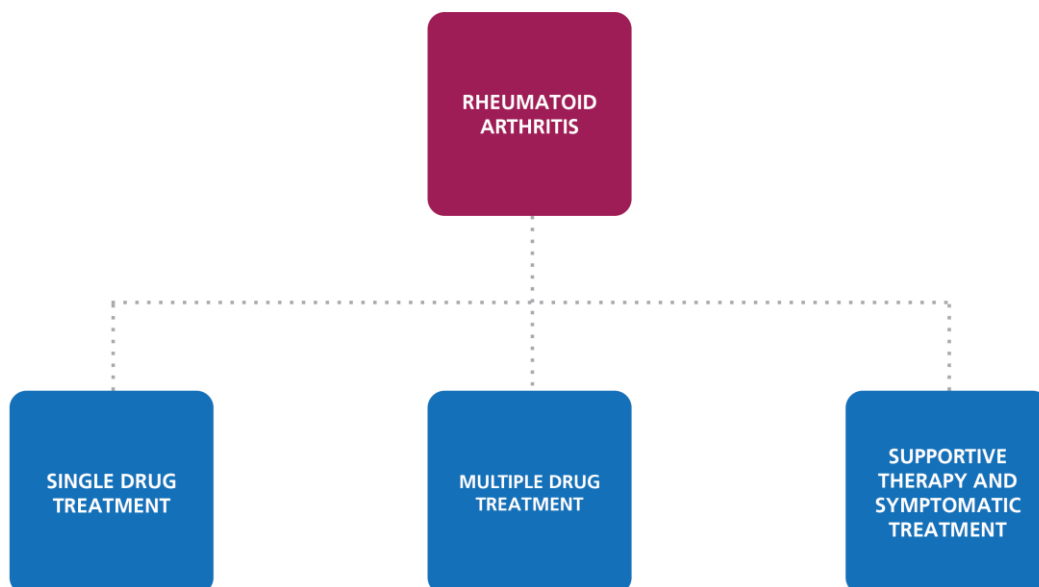 RHEUMATOID
ARTHRITIS
SINGLE DRUG
TREATMENT
MULTIPLE DRUG
TREATMENT
SUPPORTIVE
THERAPY AND
SYMPTOMATIC
TREATMENT